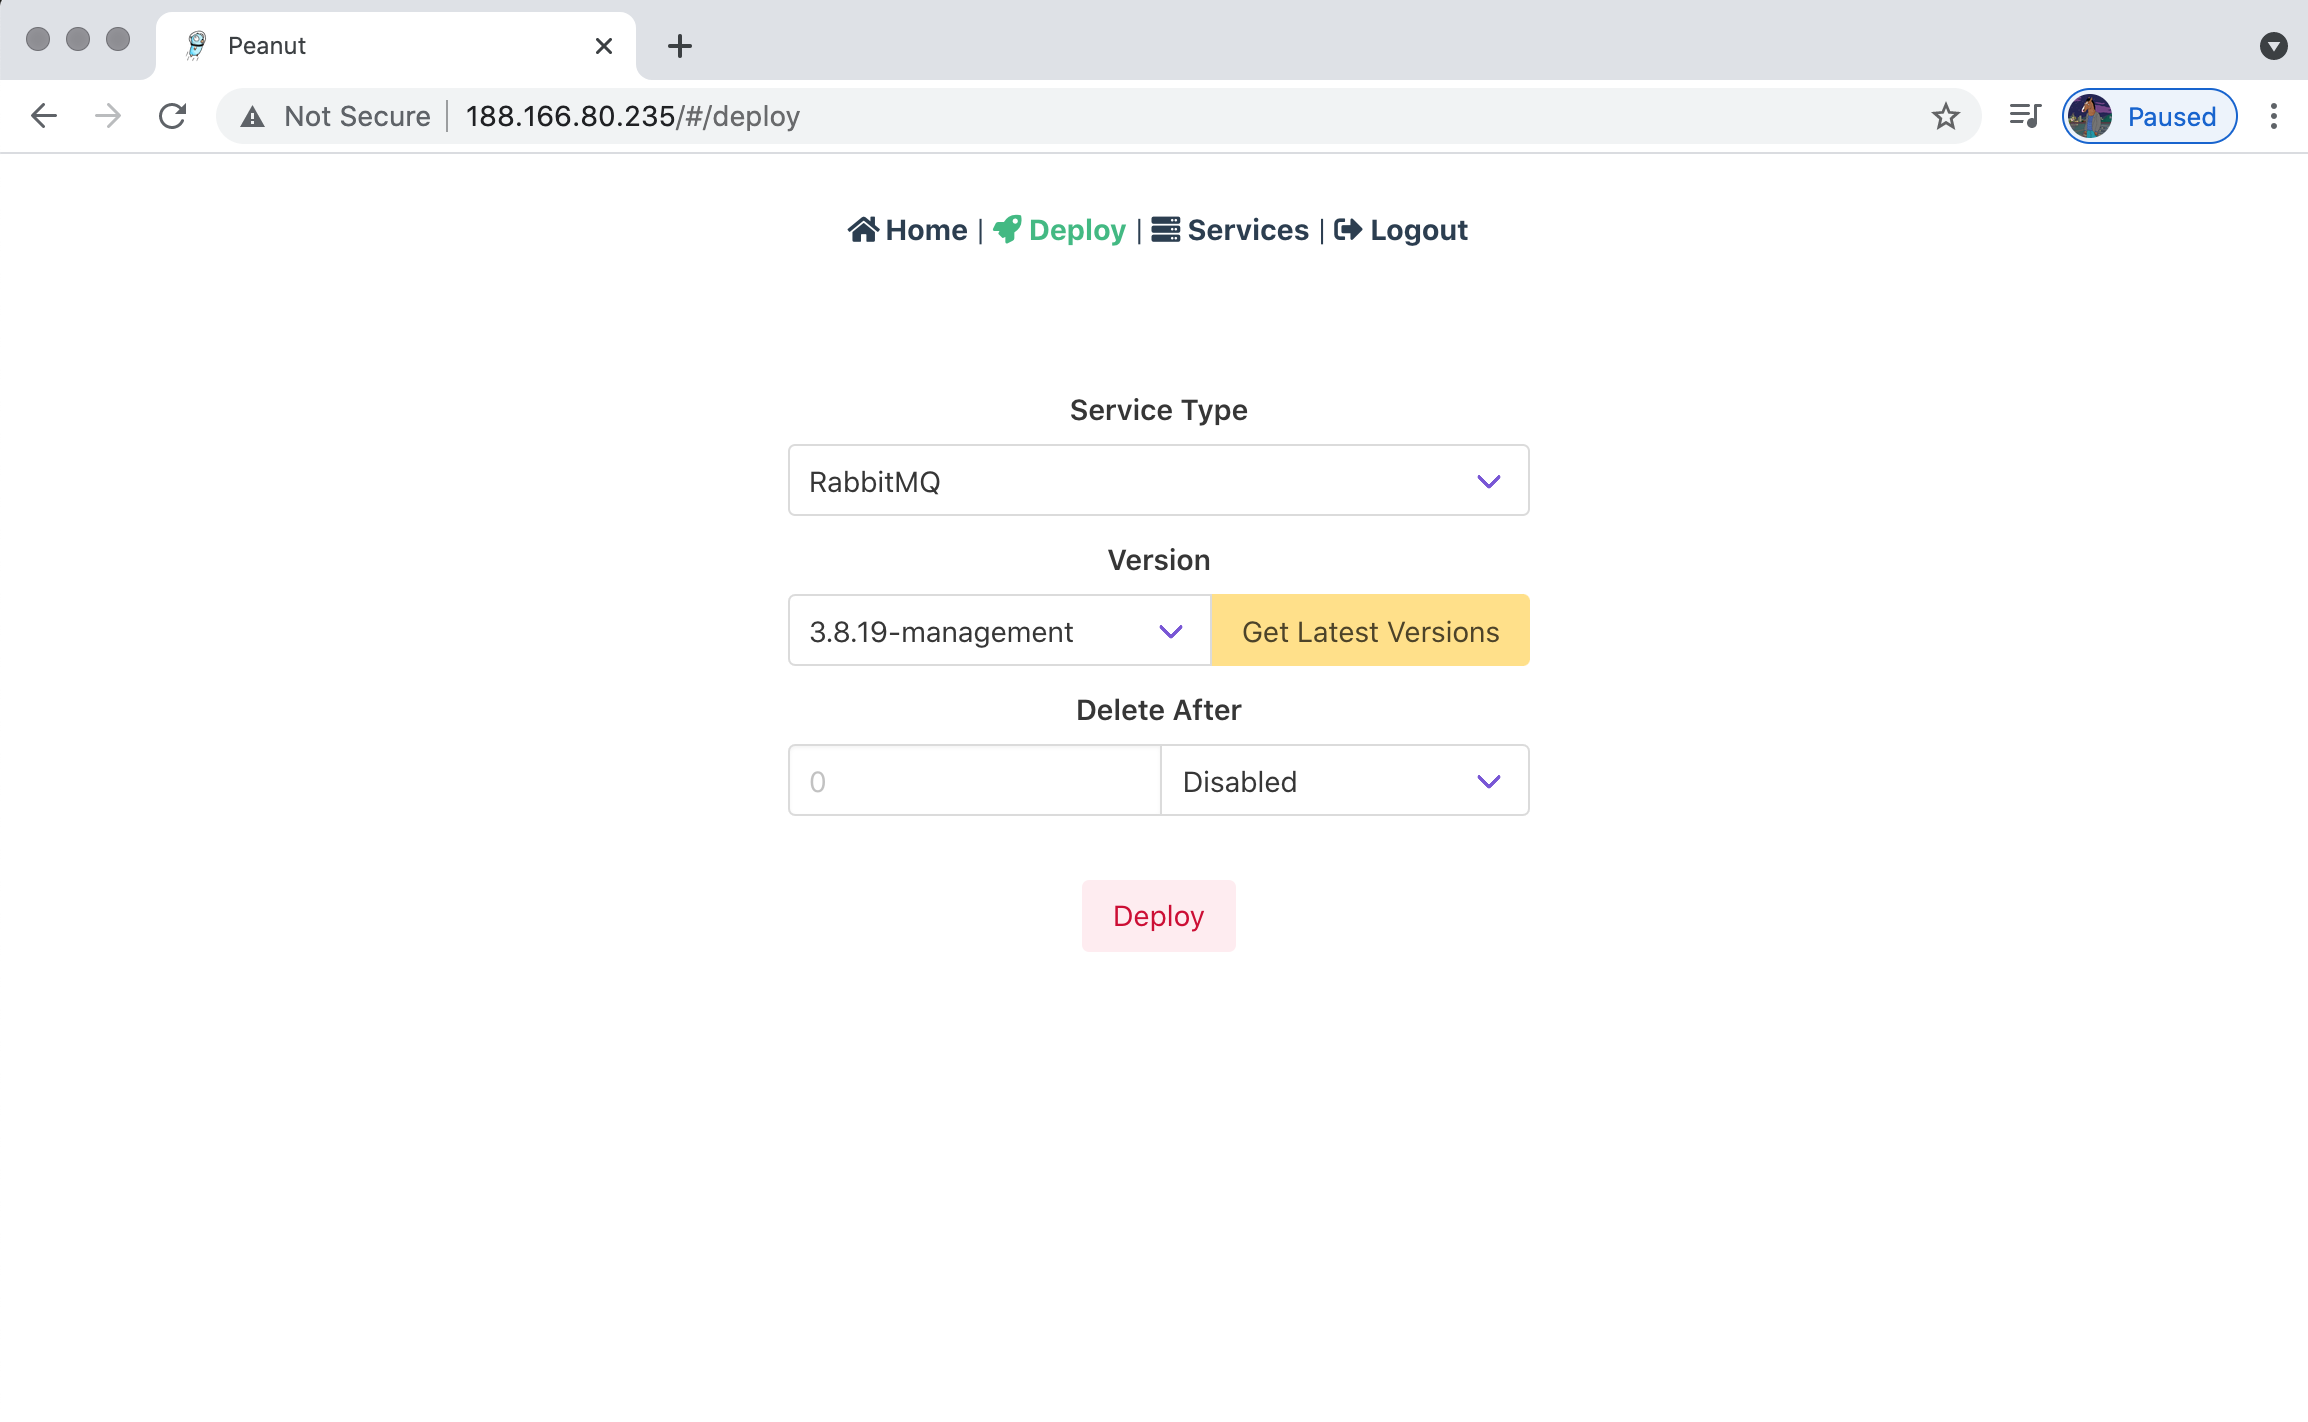 Peanut
Not Secure 188.166.80.235/#/deploy Paused
Home | Deploy | Services | Logout
Service Type
RabbitMQ
Version
3.8.19-management Get Latest Versions
Delete After
0 Disabled
Deploy